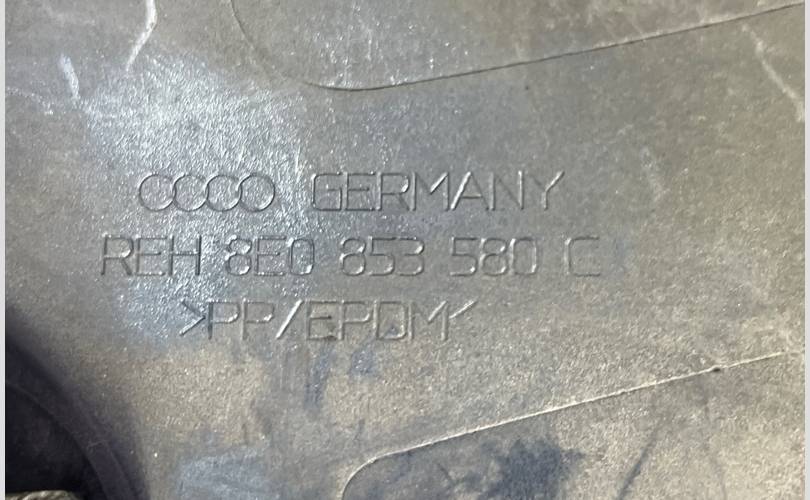 GERMANY
REH 8E0 853 580 C
>PP/EPDM<